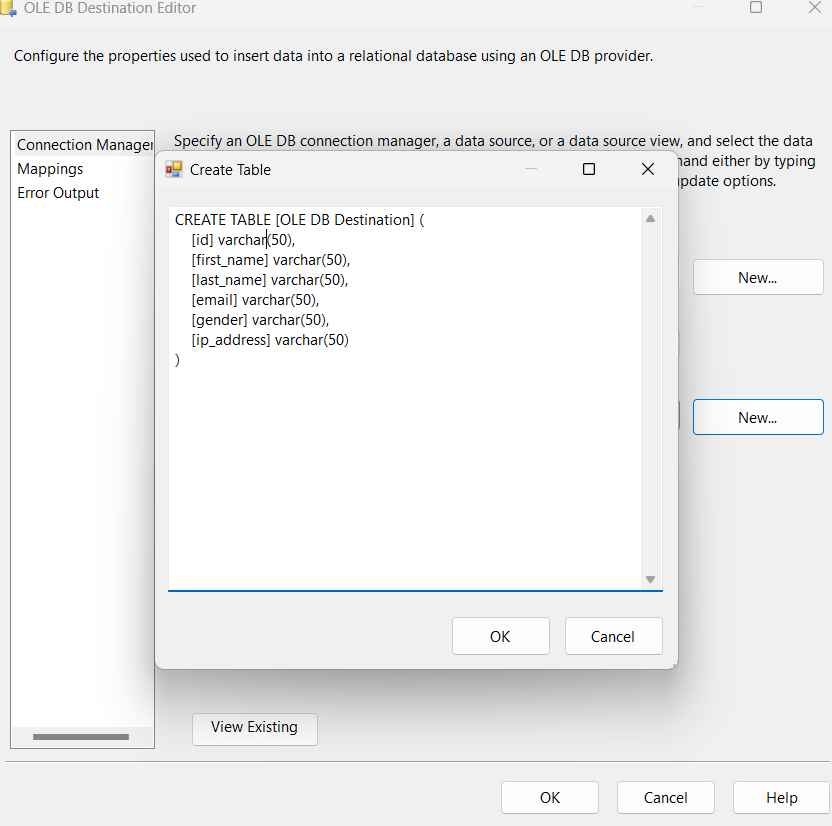 OLE DB Destination Editor
Configure the properties used to insert data into a relational database using an OLE DB provider.
Connection Manager
Mappings
Error Output
Specify an OLE DB connection manager, a data source, or a data source view, and select the data
either by typing
options.
Create Table
CREATE TABLE [OLE DB Destination] (
[id] varchar(50),
[first_name] varchar(50),
[last_name] varchar(50),
[email] varchar(50),
[gender] varchar(50),
[ip_address] varchar(50)
)
OK
Cancel
New...
New...
View Existing
OK
Cancel
Help